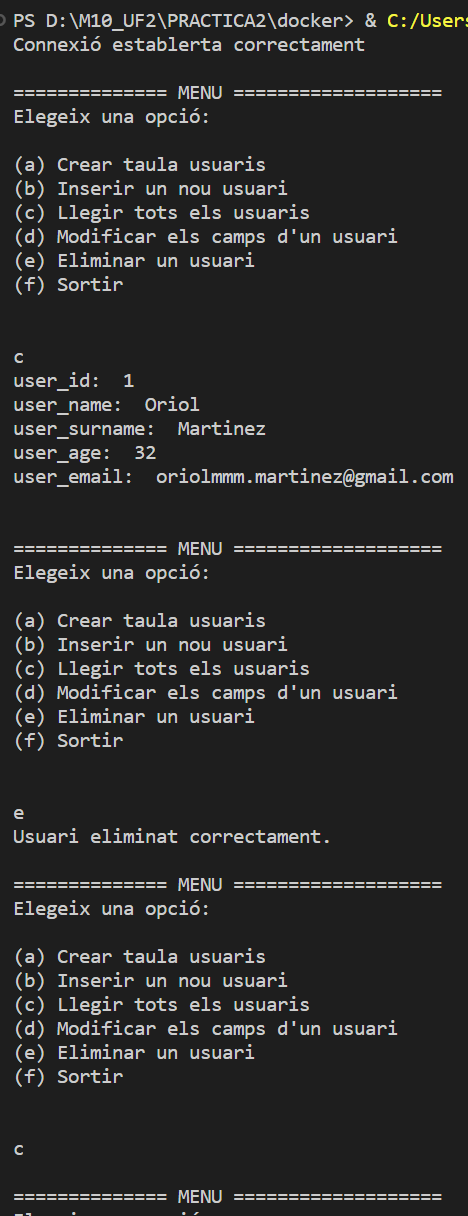 PS D:\M10_UF2\PRACTICA2\docker> & C:/Users
Connexió establerta correctament
============== MENU ===================
Elegeix una opció:
(a) Crear taula usuaris
(b) Inserir un nou usuari
(c) Llegir tots els usuaris
(d) Modificar els camps d'un usuari
(e) Eliminar un usuari
(f) Sortir
c
user_id:  1
user_name:  Oriol
user_surname:  Martinez
user_age:  32
user_email:  oriolmmm.martinez@gmail.com
============== MENU ===================
Elegeix una opció:
(a) Crear taula usuaris
(b) Inserir un nou usuari
(c) Llegir tots els usuaris
(d) Modificar els camps d'un usuari
(e) Eliminar un usuari
(f) Sortir
e
Usuari eliminat correctament.
============== MENU ===================
Elegeix una opció:
(a) Crear taula usuaris
(b) Inserir un nou usuari
(c) Llegir tots els usuaris
(d) Modificar els camps d'un usuari
(e) Eliminar un usuari
(f) Sortir
c
============== MENU ===================